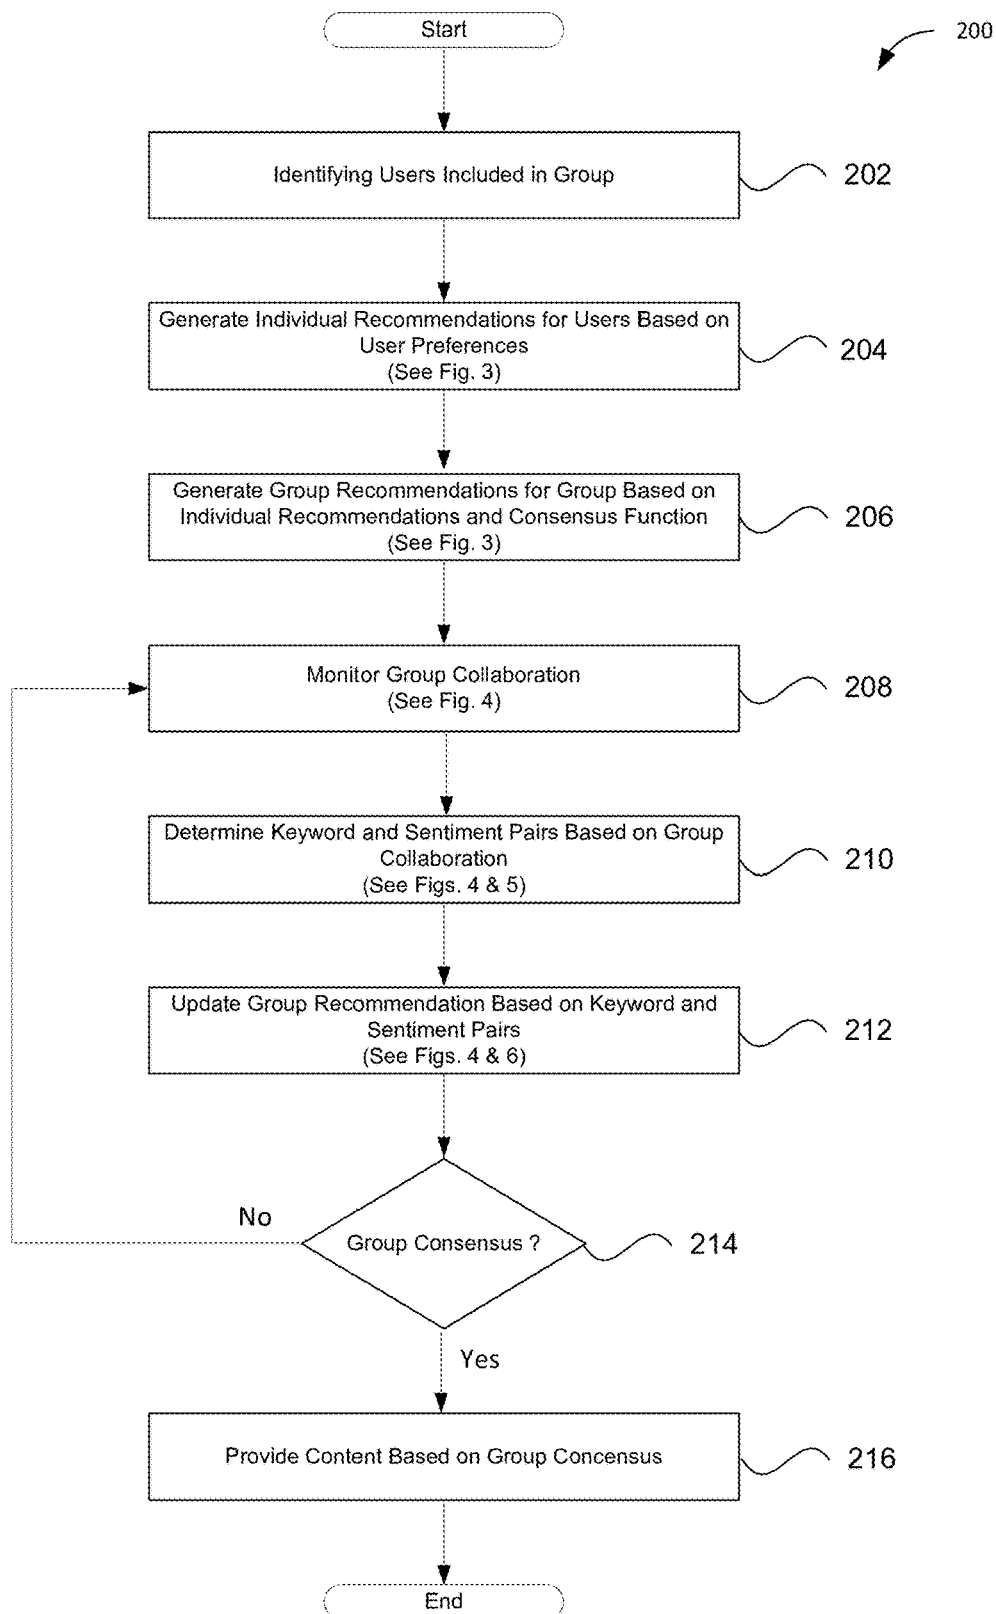 Start
200
Identifying Users Included in Group
202
Generate Individual Recommendations for Users Based on
User Preferences
(See Fig. 3)
204
Generate Group Recommendations for Group Based on
Individual Recommendations and Consensus Function
(See Fig. 3)
206
Monitor Group Collaboration
(See Fig. 4)
208
Determine Keyword and Sentiment Pairs Based on Group
Collaboration
(See Figs. 4 & 5)
210
Update Group Recommendation Based on Keyword and
Sentiment Pairs
(See Figs. 4 & 6)
212
No
Group Consensus ?
214
Yes
Provide Content Based on Group Concensus
216
End